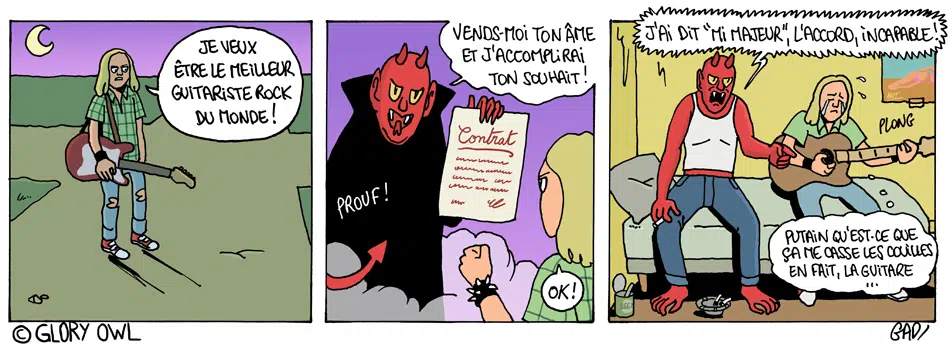 JE VEUX
ÊTRE LE MEILLEUR
GUITARISTE ROCK
DU MONDE !
VENDS-MOI TON ÂME
ET J'ACCOMPLIRAI
TON SOUHAIT !
Contrat
PROUF !
OK !
J'AI DIT "MI MAJEUR", L'ACCORD, INCAPABLE !
PLONG
PUTAIN QU'EST-CE QUE
ÇA ME CASSE LES COUILLES
EN FAIT, LA GUITARE
...
© GLORY OWL
GAD